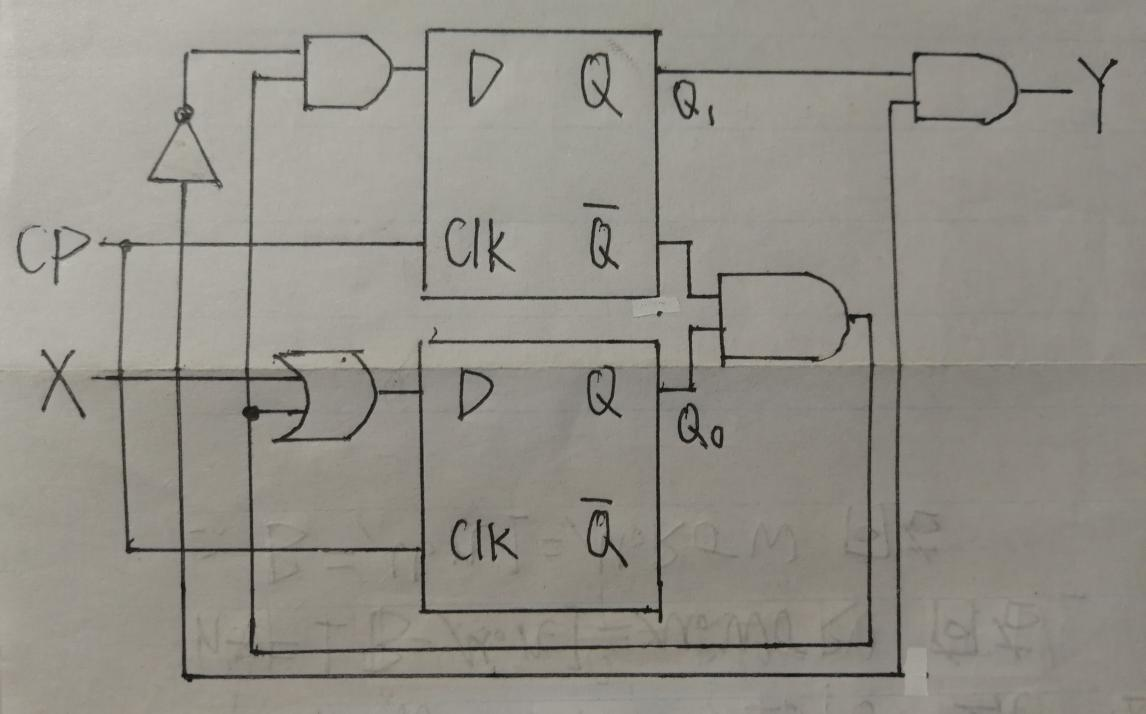 D Q Q₁ Y
CP Clk Q̅
X D Q Q₀
Clk Q̅